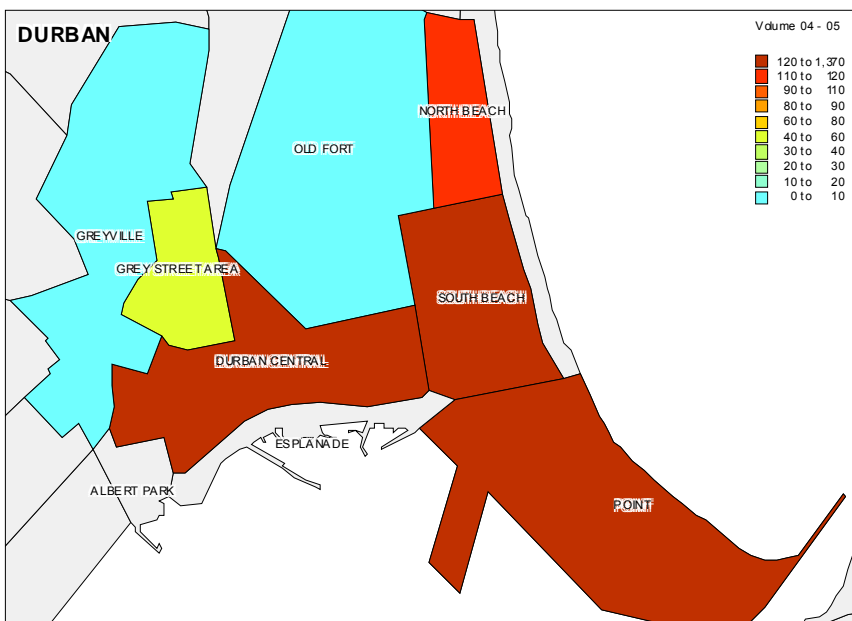 DURBAN
Volume 04 - 05
120 to 1,370
110 to 120
90 to 110
80 to 90
60 to 80
40 to 60
30 to 40
20 to 30
10 to 20
0 to 10
NORTH BEACH
OLD FORT
GREYVILLE
GREY STREET AREA
SOUTH BEACH
DURBAN CENTRAL
ESPLANADE
ALBERT PARK
POINT